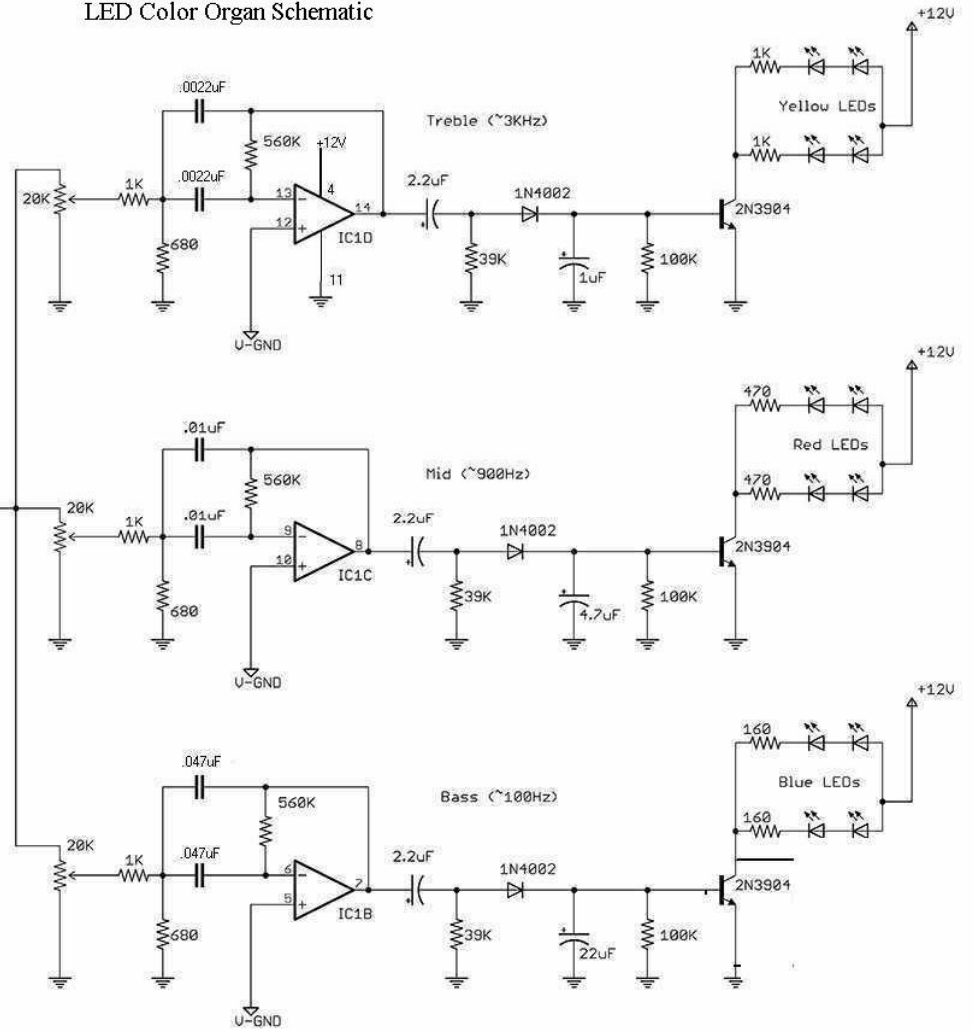 LED Color Organ Schematic
+12V
.0022uF
1K
Yellow LEDs
560K
+12V
Treble (~3KHz)
1K
.0022uF
1K
4
2.2uF
1N4002
20K
13
14
12
IC1D
2N3904
680
39K
1uF
100K
11
V-GND
+12V
470
Red LEDs
.01uF
560K
Mid (~900Hz)
470
20K
1K
.01uF
2.2uF
1N4002
9
8
10
IC1C
2N3904
680
39K
4.7uF
100K
V-GND
+12V
160
Blue LEDs
.047uF
560K
Bass (~100Hz)
160
20K
1K
.047uF
2.2uF
1N4002
6
7
5
IC1B
2N3904
680
39K
22uF
100K
V-GND